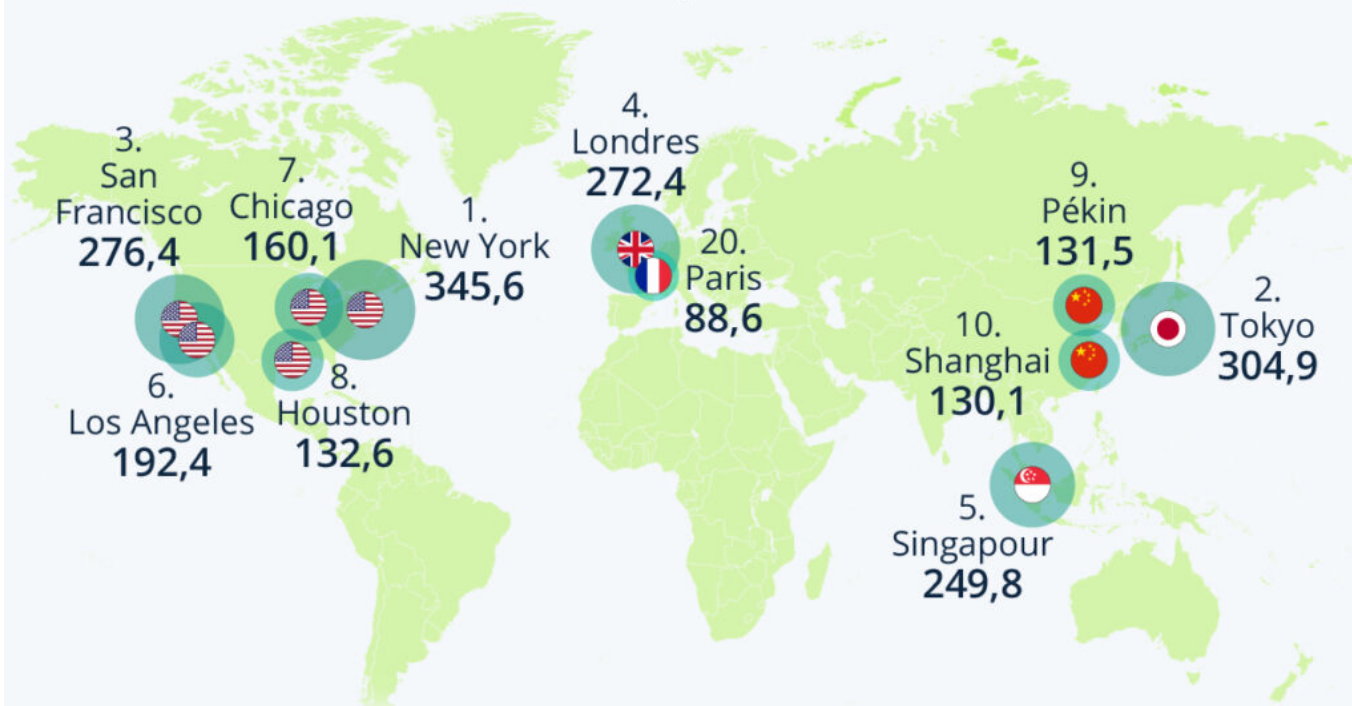 3.
San
Francisco
276,4
7.
Chicago
160,1
1.
New York
345,6
6.
Los Angeles
192,4
8.
Houston
132,6
4.
Londres
272,4
20.
Paris
88,6
9.
Pékin
131,5
10.
Shanghai
130,1
2.
Tokyo
304,9
5.
Singapour
249,8